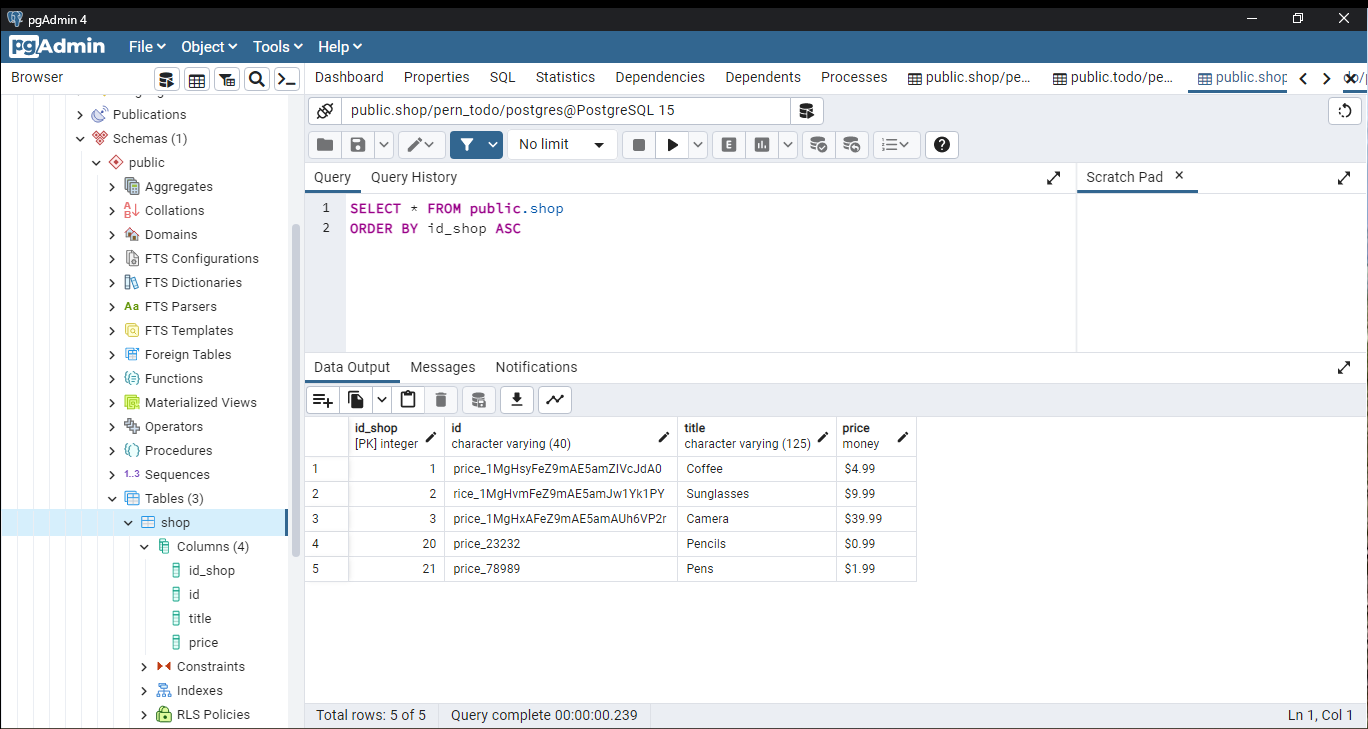 pgAdmin 4
pgAdmin File Object Tools Help
Browser
Dashboard Properties SQL Statistics Dependencies Dependents Processes public.shop/pe... public.todo/pe... public.shop
Publications
Schemas (1)
public
Aggregates
Collations
Domains
FTS Configurations
FTS Dictionaries
Aa FTS Parsers
FTS Templates
Foreign Tables
Functions
Materialized Views
Operators
Procedures
1..3 Sequences
Tables (3)
shop
Columns (4)
id_shop
id
title
price
Constraints
Indexes
RLS Policies
public.shop/pern_todo/postgres@PostgreSQL 15
No limit E
Query Query History Scratch Pad
1 SELECT * FROM public.shop
2 ORDER BY id_shop ASC
Data Output Messages Notifications
id_shop id title price
[PK] integer character varying (40) character varying (125) money
1 1 price_1MgHsyFeZ9mAE5amZIVcJdA0 Coffee $4.99
2 2 rice_1MgHvmFeZ9mAE5amJw1Yk1PY Sunglasses $9.99
3 3 price_1MgHxAFeZ9mAE5amAUh6VP2r Camera $39.99
4 20 price_23232 Pencils $0.99
5 21 price_78989 Pens $1.99
Total rows: 5 of 5 Query complete 00:00:00.239 Ln 1, Col 1